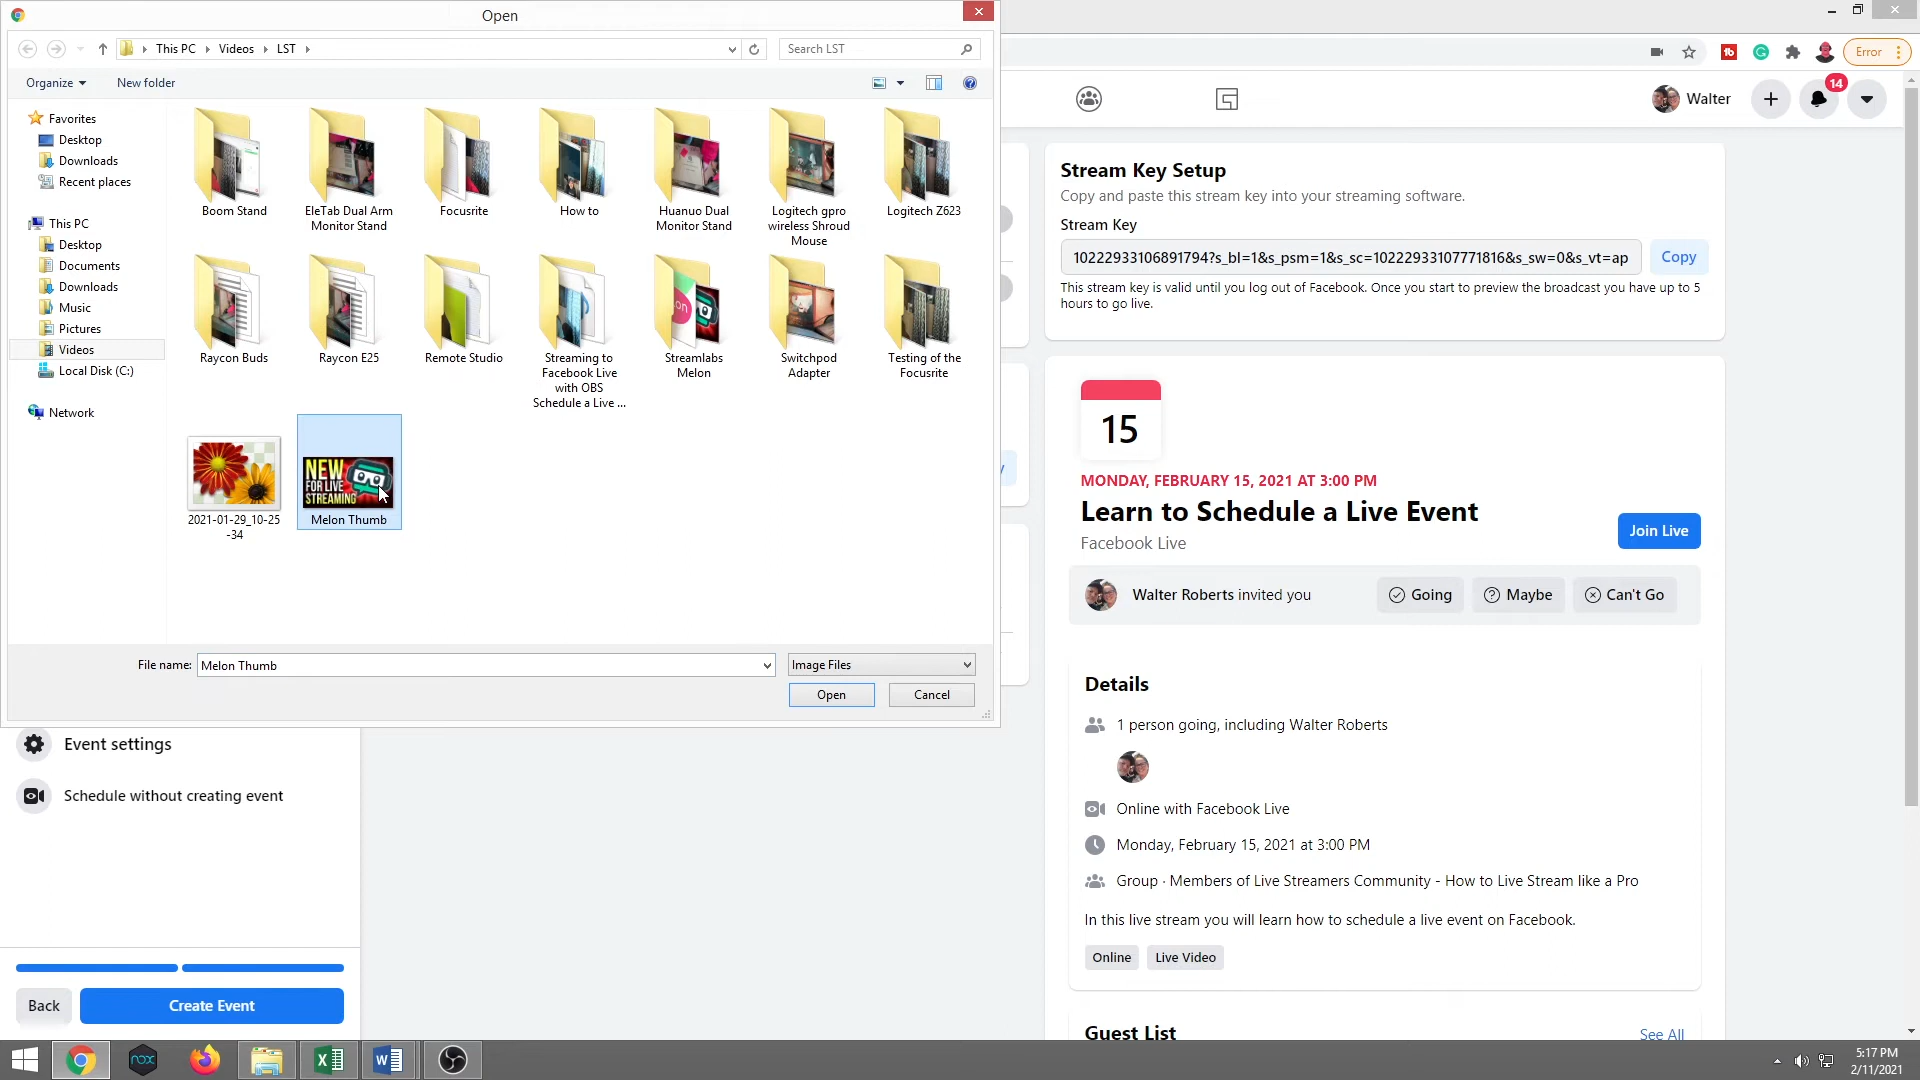 Open
This PC
Videos
LST
Search LST
Error
Organize
New folder
Walter
14
Favorites
Desktop
Downloads
Recent places
This PC
Desktop
Documents
Downloads
Music
Pictures
Videos
Local Disk (C:)
Network
Boom Stand
EleTab Dual Arm
Monitor Stand
Focusrite
How to
Huanuo Dual
Monitor Stand
Logitech gpro
wireless Shroud
Mouse
Logitech Z623
Raycon Buds
Raycon E25
Remote Studio
Streaming to
Facebook Live
with OBS
Schedule a Live ...
Streamlabs
Melon
Switchpod
Adapter
Testing of the
Focusrite
2021-01-29_10-25
-34
NEW
FOR LIVE
STREAMING
Melon Thumb
File name:
Melon Thumb
Image Files
Open
Cancel
Stream Key Setup
Copy and paste this stream key into your streaming software.
Stream Key
10222933106891794?s_bl=1&s_psm=1&s_sc=10222933107771816&s_sw=0&s_vt=ap
Copy
This stream key is valid until you log out of Facebook. Once you start to preview the broadcast you have up to 5
hours to go live.
15
MONDAY, FEBRUARY 15, 2021 AT 3:00 PM
Learn to Schedule a Live Event
Facebook Live
Join Live
Walter Roberts invited you
Going
Maybe
Can't Go
Details
1 person going, including Walter Roberts
Online with Facebook Live
Monday, February 15, 2021 at 3:00 PM
Group · Members of Live Streamers Community - How to Live Stream like a Pro
In this live stream you will learn how to schedule a live event on Facebook.
Online
Live Video
Guest List
See All
Event settings
Schedule without creating event
Back
Create Event
nox
5:17 PM
2/11/2021